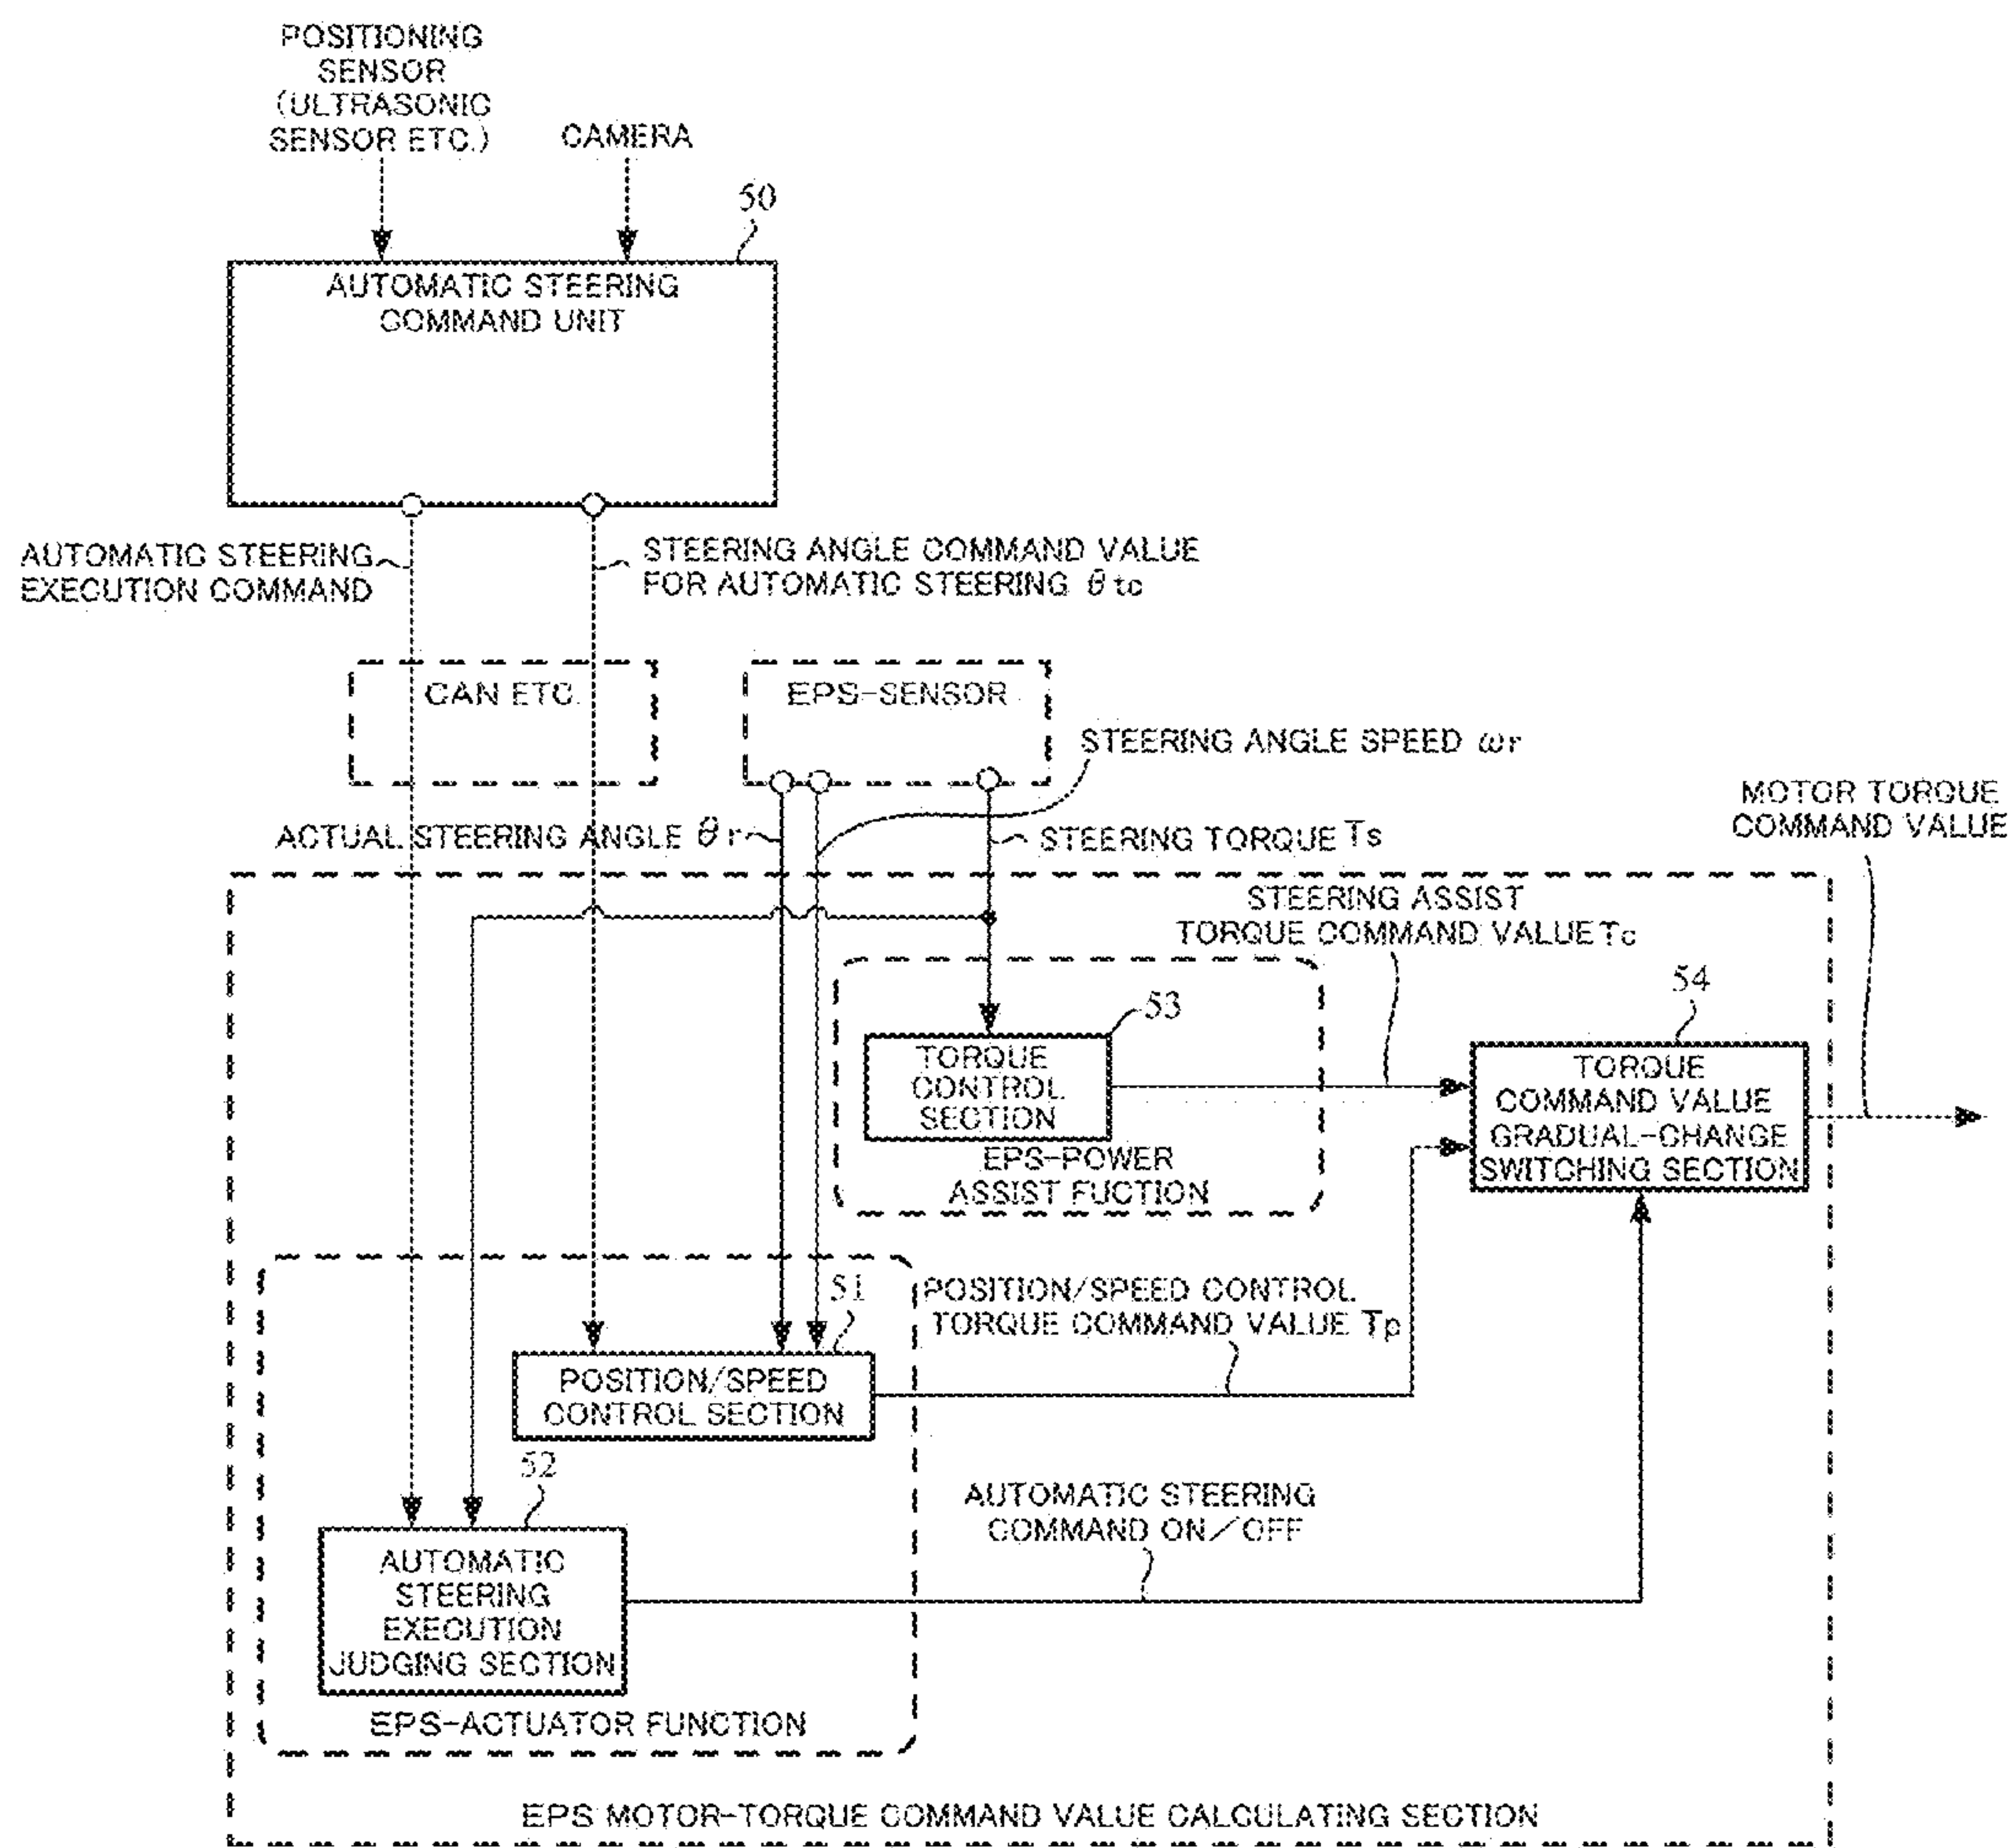 POSITIONING
SENSOR
(ULTRASONIC
SENSOR ETC.)
CAMERA
50
AUTOMATIC STEERING
COMMAND UNIT
AUTOMATIC STEERING
EXECUTION COMMAND
STEERING ANGLE COMMAND VALUE
FOR AUTOMATIC STEERING θtc
CAN ETC.
EPS-SENSOR
STEERING ANGLE SPEED ωr
MOTOR TORQUE
COMMAND VALUE
ACTUAL STEERING ANGLE θr
STEERING TORQUE Ts
STEERING ASSIST
TORQUE COMMAND VALUE Tc
53
54
TORQUE
CONTROL
SECTION
TORQUE
COMMAND VALUE
GRADUAL-CHANGE
SWITCHING SECTION
EPS-POWER
ASSIST FUCTION
51
POSITION/SPEED CONTROL
TORQUE COMMAND VALUE Tp
POSITION/SPEED
CONTROL SECTION
52
AUTOMATIC STEERING
COMMAND ON/OFF
AUTOMATIC
STEERING
EXECUTION
JUDGING SECTION
EPS-ACTUATOR FUNCTION
EPS MOTOR-TORQUE COMMAND VALUE CALCULATING SECTION